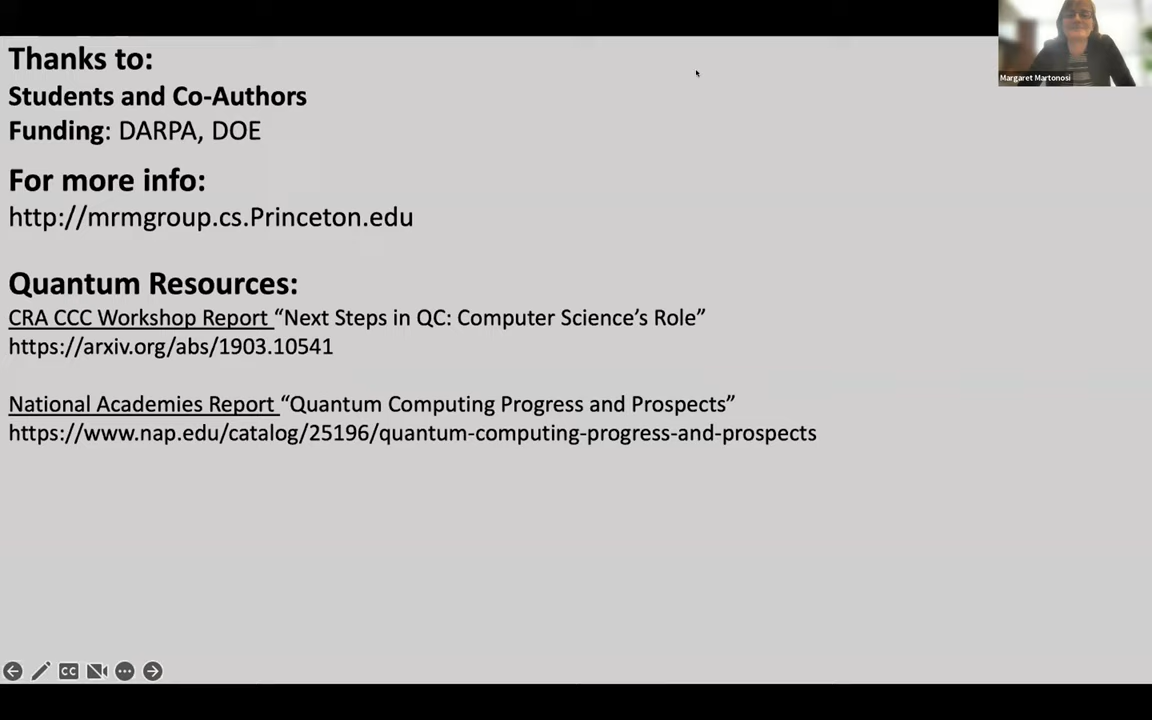 Thanks to:
Students and Co-Authors
Funding: DARPA, DOE
For more info:
http://mrmgroup.cs.Princeton.edu
Quantum Resources:
CRA CCC Workshop Report “Next Steps in QC: Computer Science’s Role”
https://arxiv.org/abs/1903.10541
National Academies Report “Quantum Computing Progress and Prospects”
https://www.nap.edu/catalog/25196/quantum-computing-progress-and-prospects
Margaret Martonosi
CC